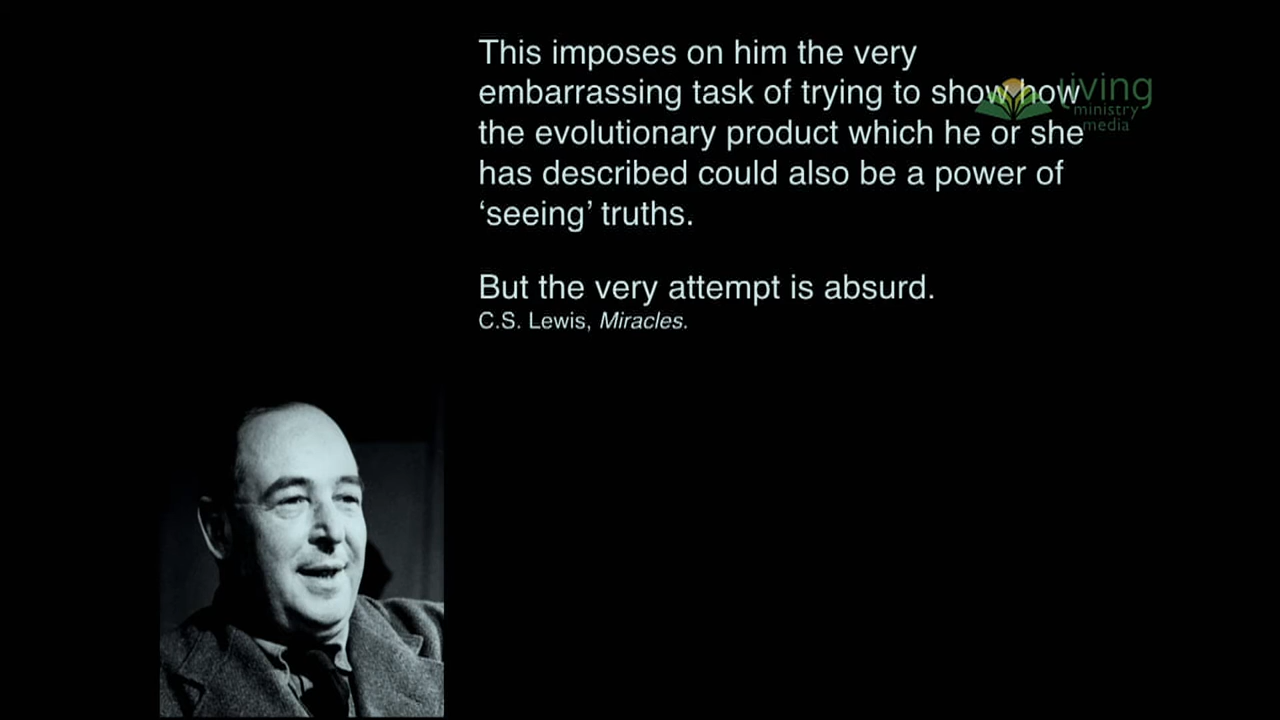 This imposes on him the very
embarrassing task of trying to show how
the evolutionary product which he or she
has described could also be a power of
‘seeing’ truths.
But the very attempt is absurd.
C.S. Lewis, Miracles.
living
ministry
media